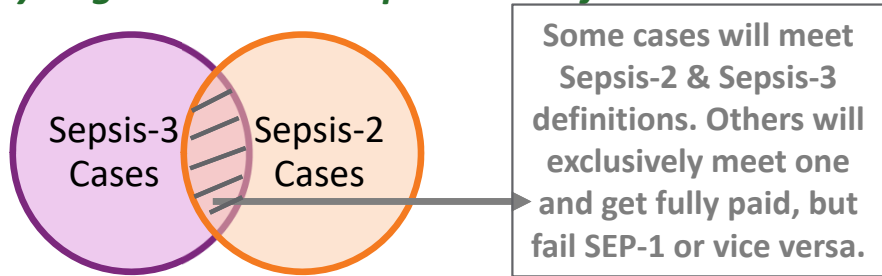 Sepsis-3
Cases
Sepsis-2
Cases
Some cases will meet
Sepsis-2 & Sepsis-3
definitions. Others will
exclusively meet one
and get fully paid, but
fail SEP-1 or vice versa.